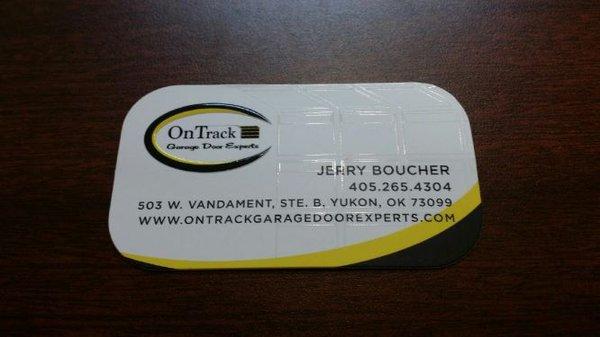 OnTrack
Garage Door Experts
JERRY BOUCHER
405.265.4304
503 W. VANDAMENT, STE. B, YUKON, OK 73099
WWW.ONTRACKGARAGEDOOREXPERTS.COM